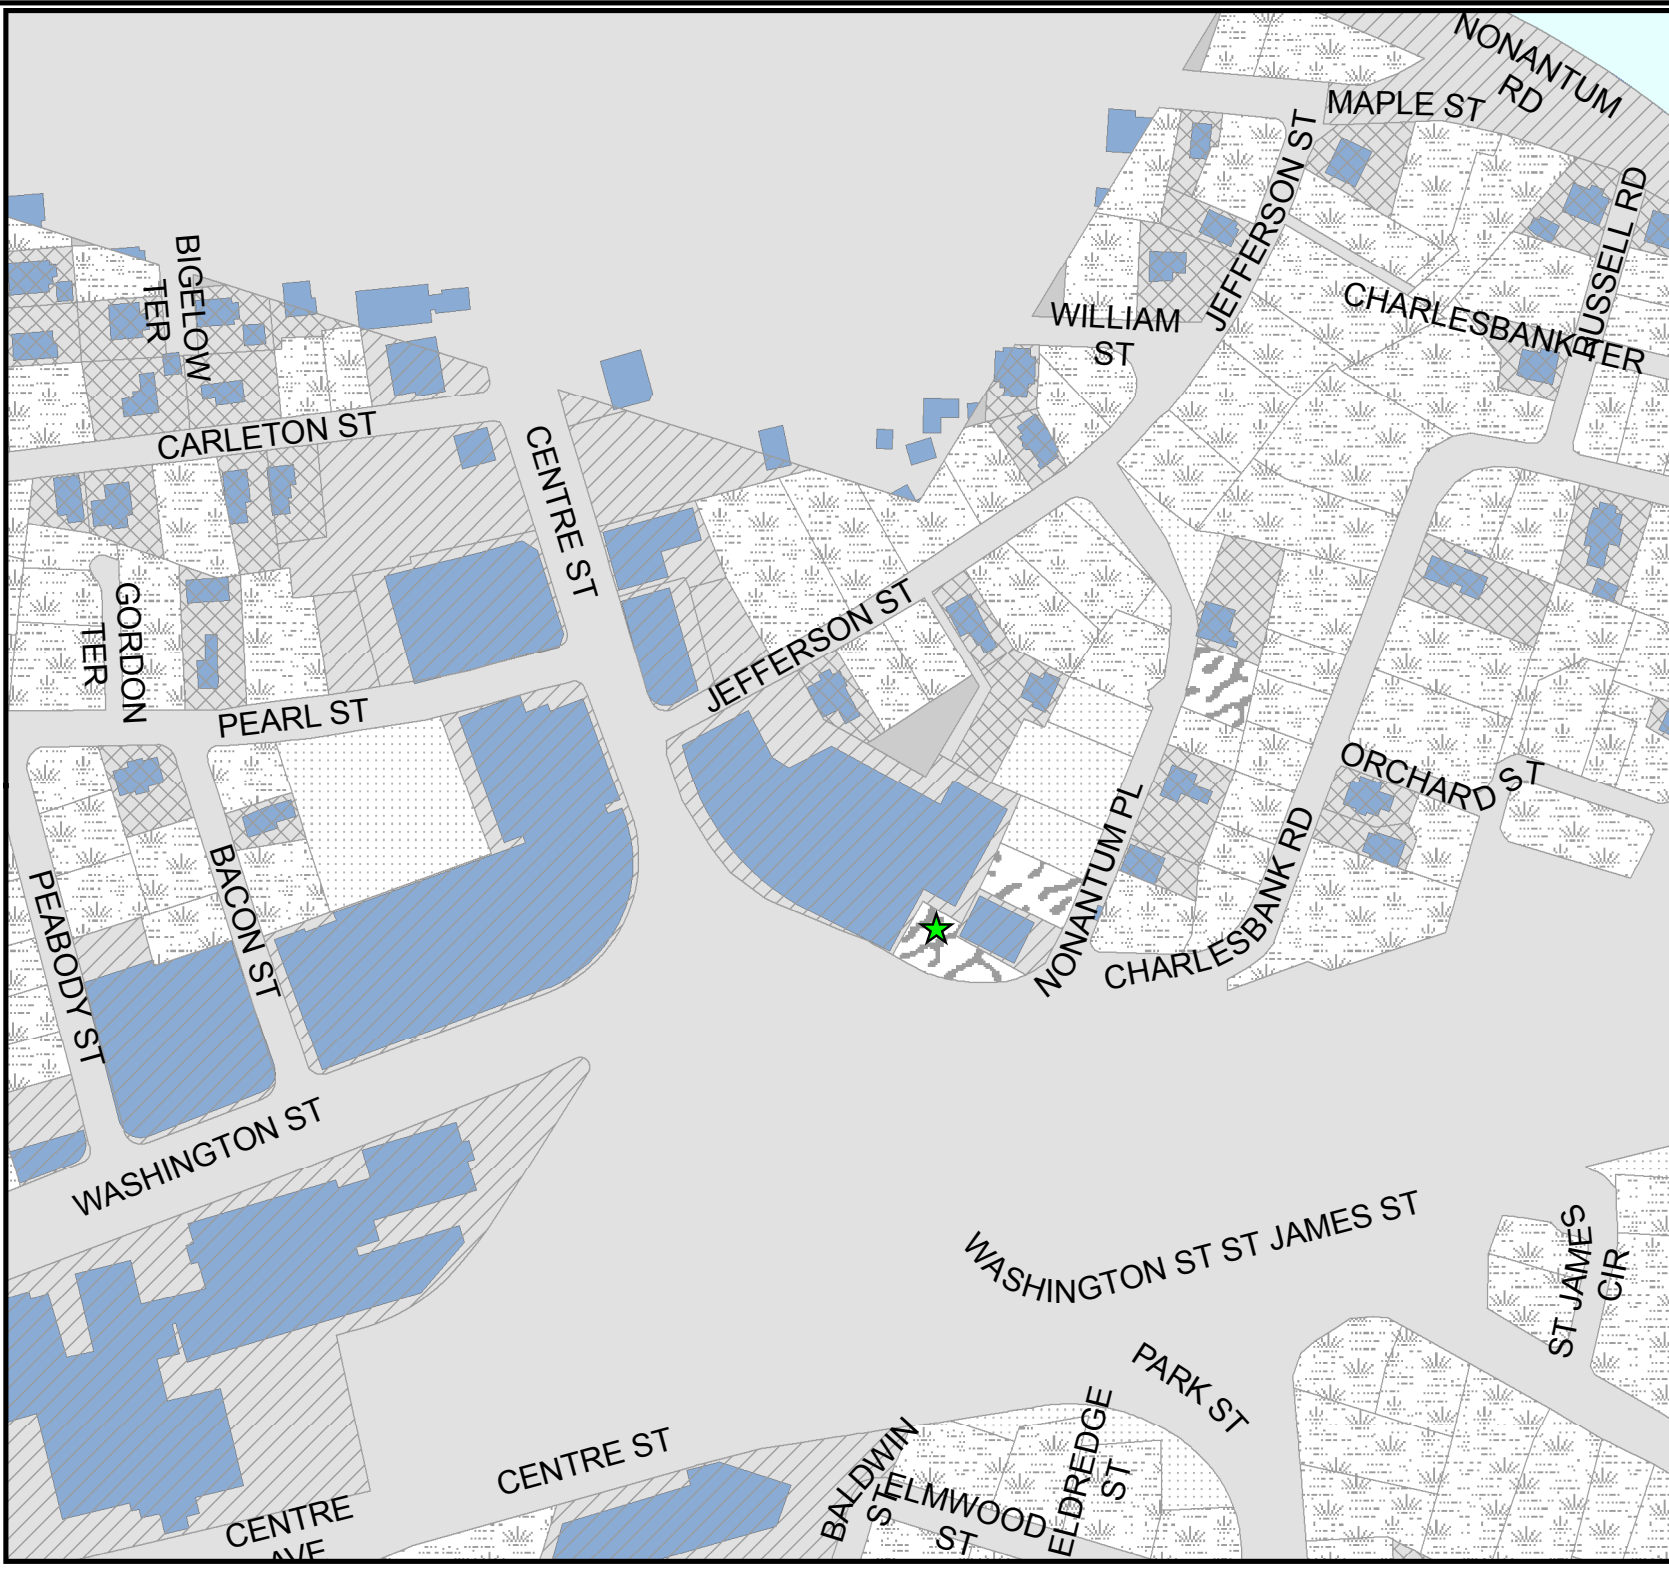 NONANTUM
RD
MAPLE ST
JEFFERSON ST
RUSSELL RD
BIGELOW
TER
WILLIAM
ST
CHARLESBANK TER
CARLETON ST
CENTRE ST
GORDON
TER
JEFFERSON ST
PEARL ST
ORCHARD ST
NONANTUM PL
CHARLESBANK RD
BACON ST
PEABODY ST
WASHINGTON ST
WASHINGTON ST ST JAMES ST
ST JAMES
CIR
PARK ST
CENTRE ST
BALDWIN
ST
ELMWOOD
ST
ELDREDGE
ST
CENTRE
AVE